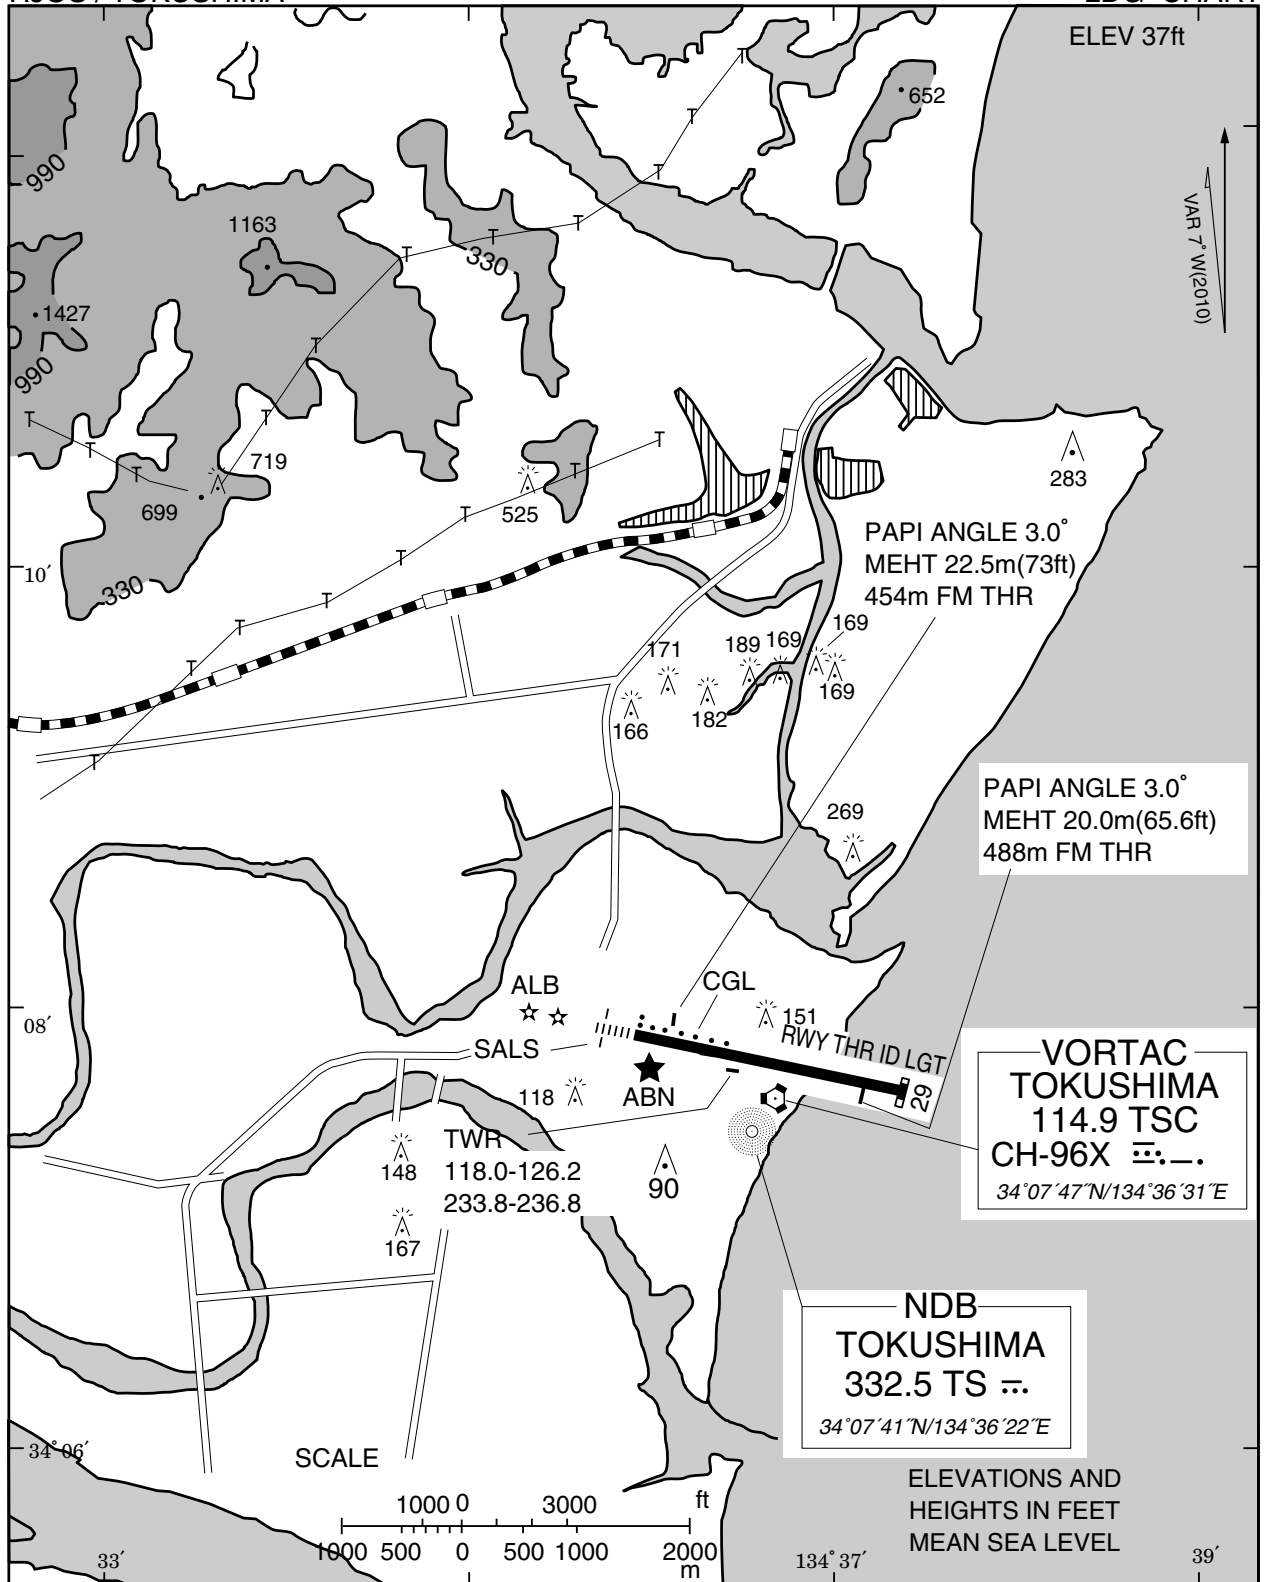 ELEV 37ft
652
990
VAR 7° W(2010)
1163
330
1427
990
719
699
525
283
PAPI ANGLE 3.0°
MEHT 22.5m(73ft)
454m FM THR
10′
330
169
171
189
169
169
182
166
PAPI ANGLE 3.0°
MEHT 20.0m(65.6ft)
488m FM THR
269
ALB
CGL
151
08′
RWY THR ID LGT
SALS
29
118
ABN
VORTAC
TOKUSHIMA
114.9 TSC
CH-96X
34°07′47″N/134°36′31″E
TWR
118.0-126.2
233.8-236.8
148
90
167
NDB
TOKUSHIMA
332.5 TS
34°07′41″N/134°36′22″E
34°06′
SCALE
ELEVATIONS AND
HEIGHTS IN FEET
MEAN SEA LEVEL
1000 0 3000 ft
1000 500 0 500 1000 2000
m
33′
134°37′
39′